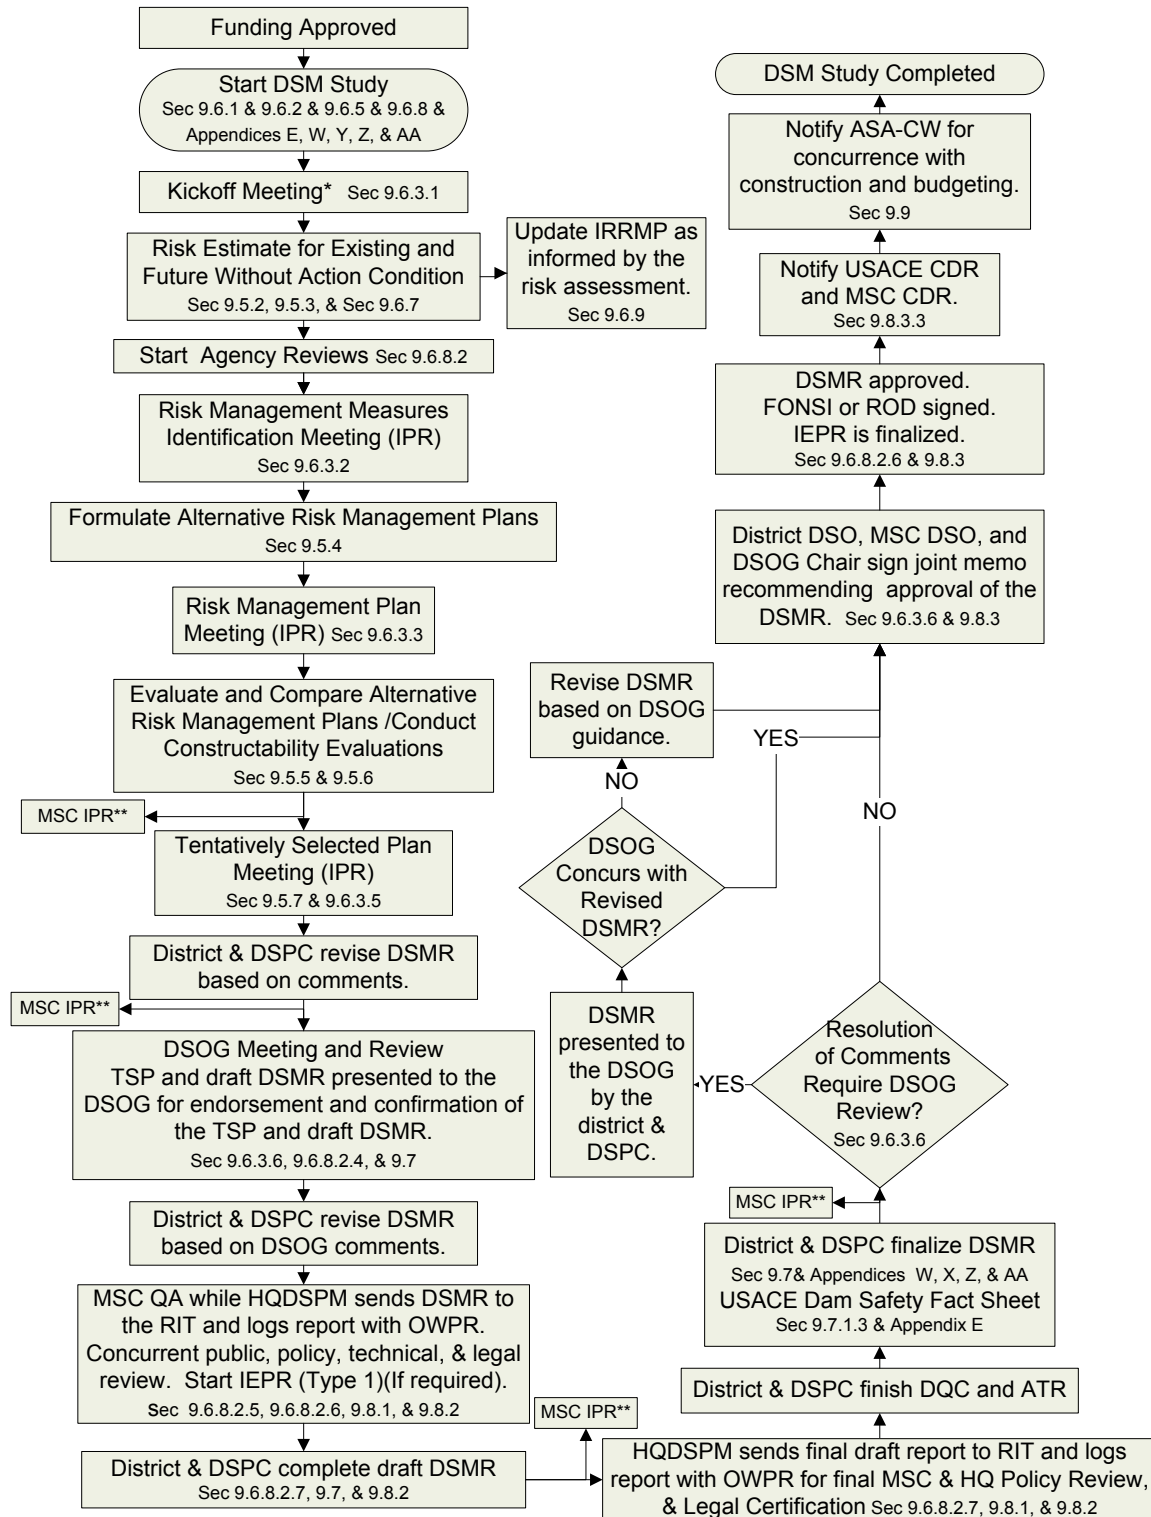 Funding Approved
Start DSM Study
Sec 9.6.1 & 9.6.2 & 9.6.5 & 9.6.8 &
Appendices E, W, Y, Z, & AA
Kickoff Meeting* Sec 9.6.3.1
Risk Estimate for Existing and
Future Without Action Condition
Sec 9.5.2, 9.5.3, & Sec 9.6.7
Update IRRMP as
informed by the
risk assessment.
Sec 9.6.9
Start Agency Reviews Sec 9.6.8.2
Risk Management Measures
Identification Meeting (IPR)
Sec 9.6.3.2
Formulate Alternative Risk Management Plans
Sec 9.5.4
Risk Management Plan
Meeting (IPR) Sec 9.6.3.3
Evaluate and Compare Alternative
Risk Management Plans /Conduct
Constructability Evaluations
Sec 9.5.5 & 9.5.6
MSC IPR**
Tentatively Selected Plan
Meeting (IPR)
Sec 9.5.7 & 9.6.3.5
District & DSPC revise DSMR
based on comments.
MSC IPR**
DSOG Meeting and Review
TSP and draft DSMR presented to the
DSOG for endorsement and confirmation of
the TSP and draft DSMR.
Sec 9.6.3.6, 9.6.8.2.4, & 9.7
District & DSPC revise DSMR
based on DSOG comments.
MSC QA while HQDSPM sends DSMR to
the RIT and logs report with OWPR.
Concurrent public, policy, technical, & legal
review. Start IEPR (Type 1)(If required).
Sec 9.6.8.2.5, 9.6.8.2.6, 9.8.1, & 9.8.2
District & DSPC complete draft DSMR
Sec 9.6.8.2.7, 9.7, & 9.8.2
MSC IPR**
HQDSPM sends final draft report to RIT and logs
report with OWPR for final MSC & HQ Policy Review,
& Legal Certification Sec 9.6.8.2.7, 9.8.1, & 9.8.2
District & DSPC finish DQC and ATR
District & DSPC finalize DSMR
Sec 9.7& Appendices W, X, Z, & AA
USACE Dam Safety Fact Sheet
Sec 9.7.1.3 & Appendix E
MSC IPR**
Resolution
of Comments
Require DSOG
Review?
Sec 9.6.3.6
YES
NO
DSMR
presented to
the DSOG
by the
district &
DSPC.
DSOG
Concurs with
Revised
DSMR?
NO
YES
Revise DSMR
based on DSOG
guidance.
District DSO, MSC DSO, and
DSOG Chair sign joint memo
recommending approval of the
DSMR. Sec 9.6.3.6 & 9.8.3
DSMR approved.
FONSI or ROD signed.
IEPR is finalized.
Sec 9.6.8.2.6 & 9.8.3
Notify USACE CDR
and MSC CDR.
Sec 9.8.3.3
Notify ASA-CW for
concurrence with
construction and budgeting.
Sec 9.9
DSM Study Completed